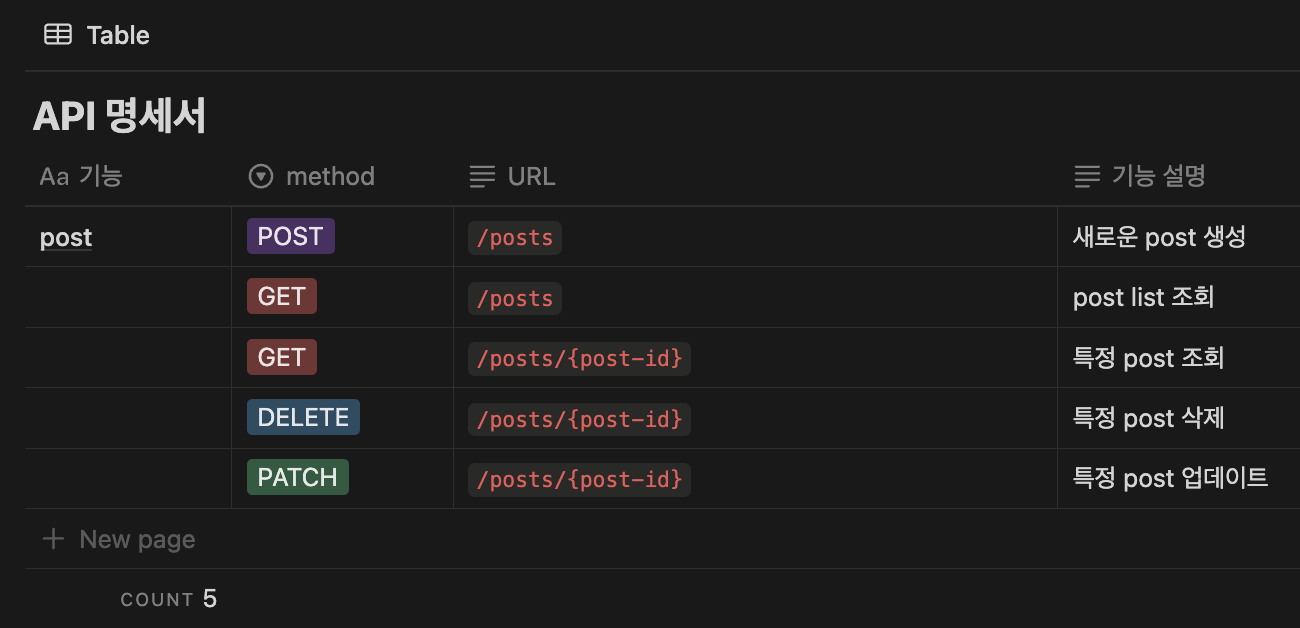 Table
API 명세서
Aa 기능 method URL 기능 설명
post POST /posts 새로운 post 생성
GET /posts post list 조회
GET /posts/{post-id} 특정 post 조회
DELETE /posts/{post-id} 특정 post 삭제
PATCH /posts/{post-id} 특정 post 업데이트
+ New page
COUNT 5